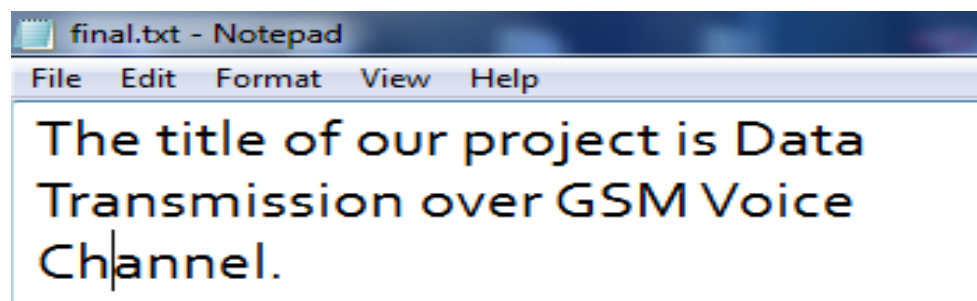 final.txt - Notepad
File Edit Format View Help
The title of our project is Data
Transmission over GSM Voice
Channel.